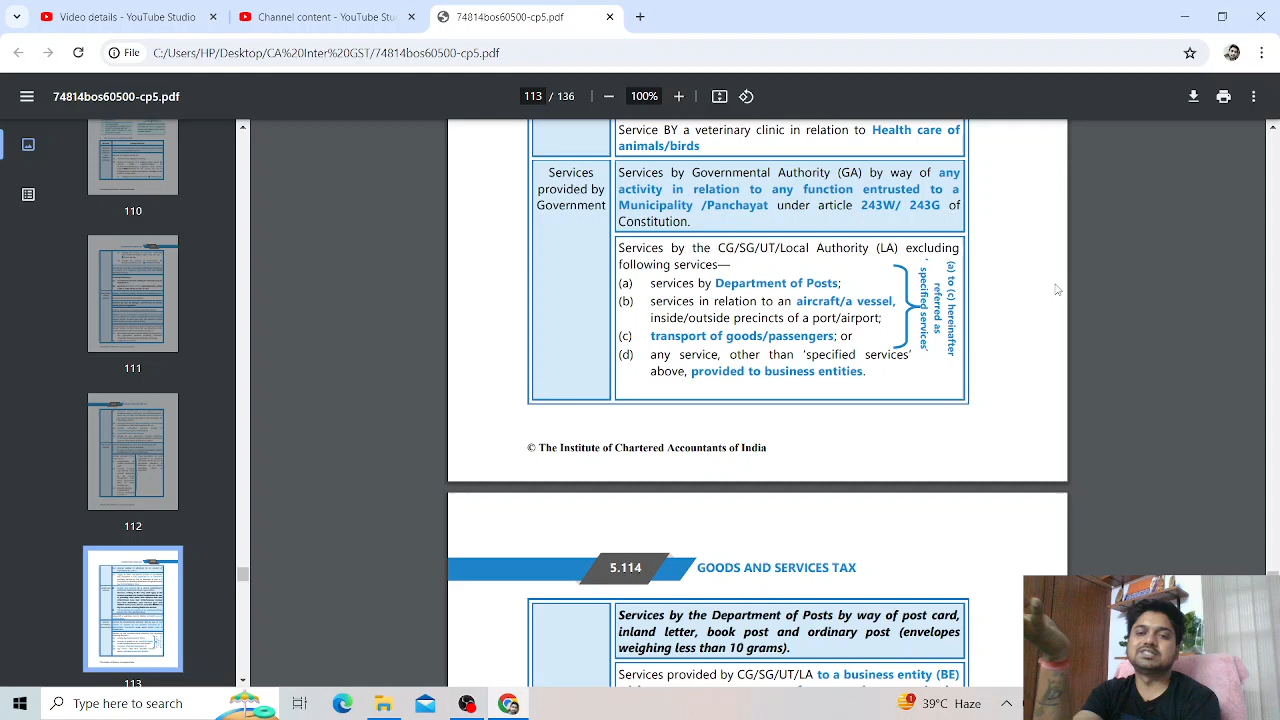 Video details - YouTube Studio
Channel content - YouTube Stu
74814bos60500-cp5.pdf
File
C:/Users/HP/Desktop/CA%20Inter%20GST/74814bos60500-cp5.pdf
74814bos60500-cp5.pdf
113 / 136
100%
110
111
112
113
Service BY a veterinary clinic in relation to Health care of
animals/birds
Services
provided by
Government
Services by Governmental Authority (GA) by way of any
activity in relation to any function entrusted to a
Municipality /Panchayat under article 243W/ 243G of
Constitution.
Services by the CG/SG/UT/Local Authority (LA) excluding
following services—
(a) services by Department of Posts;
(b) services in relation to an aircraft/a vessel,
inside/outside precincts of a port/airport;
(c) transport of goods/passengers; or
(d) any service, other than 'specified services'
above, provided to business entities.
(a) to (c) hereinafter
referred as
'specified services'
© The Institute of Chartered Accountants of India
5.114
GOODS AND SERVICES TAX
Services by the Department of Posts by way of post card,
inland letter, book post and ordinary post (envelopes
weighing less than 10 grams).
Services provided by CG/SG/UT/LA to a business entity (BE)
Type here to search
39°C Haze